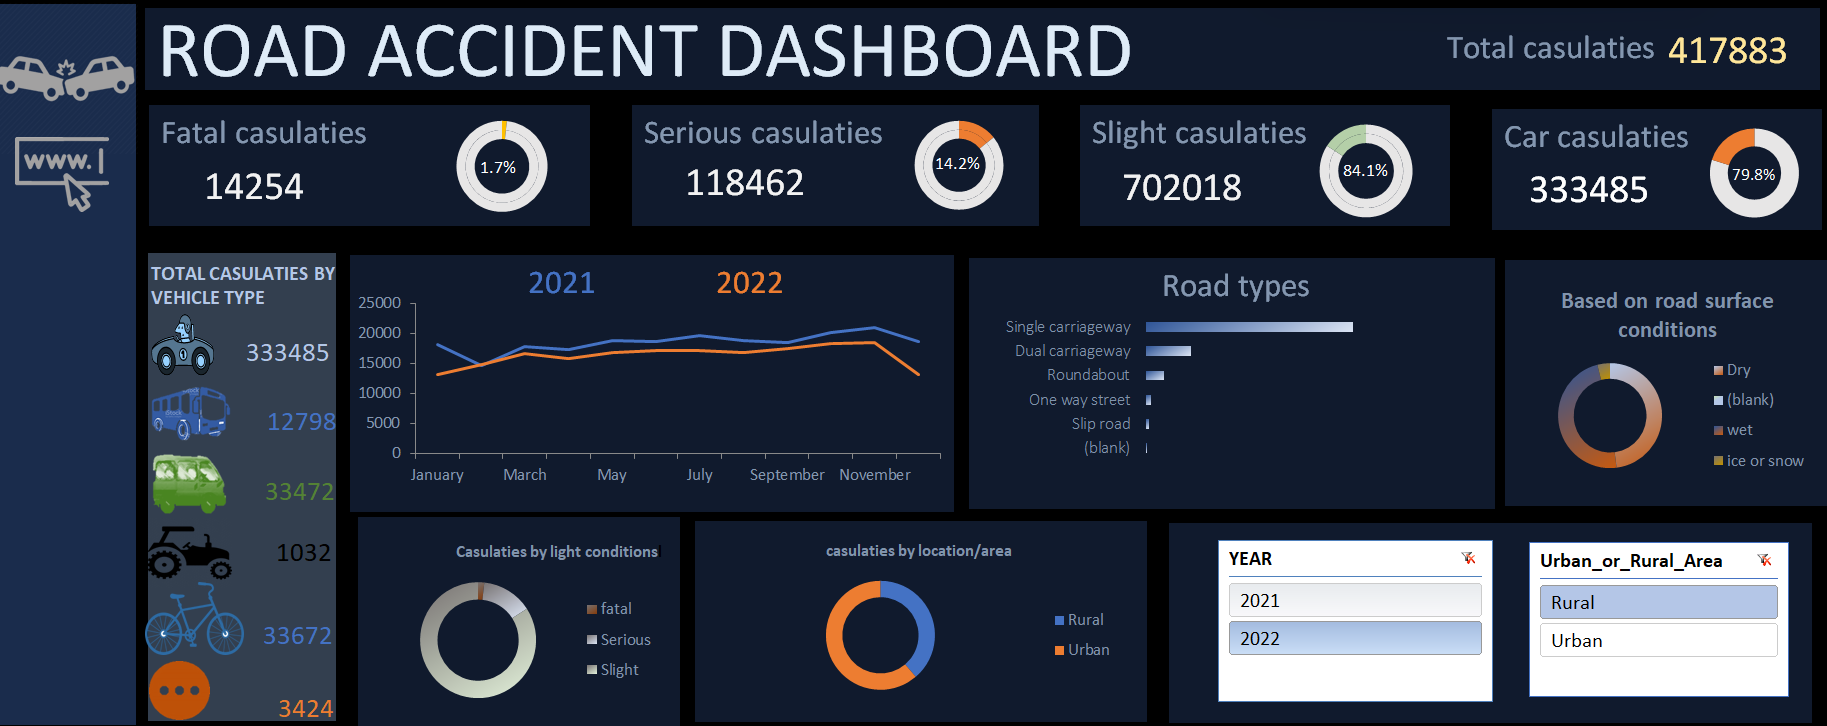 ROAD ACCIDENT DASHBOARD
Total casulaties 417883
www.
Fatal casulaties
14254
1.7%
Serious casulaties
118462
14.2%
Slight casulaties
702018
84.1%
Car casulaties
333485
79.8%
TOTAL CASULATIES BY
VEHICLE TYPE
333485
12798
33472
1032
33672
3424
2021 2022
25000
20000
15000
10000
5000
0
January March May July September November
Road types
Single carriageway
Dual carriageway
Roundabout
One way street
Slip road
(blank)
Based on road surface
conditions
Dry
(blank)
wet
ice or snow
Casulaties by light conditions
fatal
Serious
Slight
casulaties by location/area
Rural
Urban
YEAR
2021
2022
Urban_or_Rural_Area
Rural
Urban